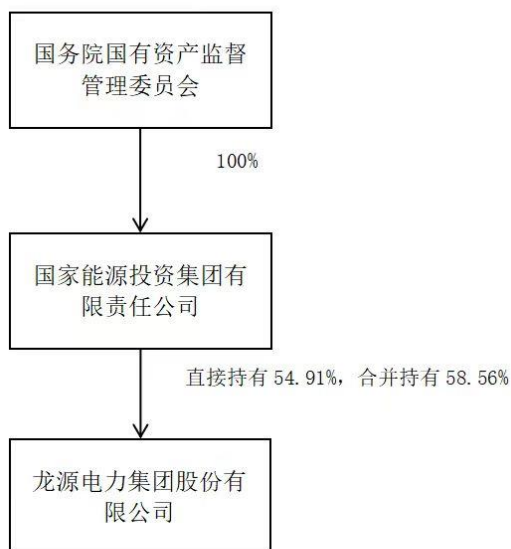 国务院国有资产监督
管理委员会
100%
国家能源投资集团有
限责任公司
直接持有 54.91%，合并持有 58.56%
龙源电力集团股份有
限公司